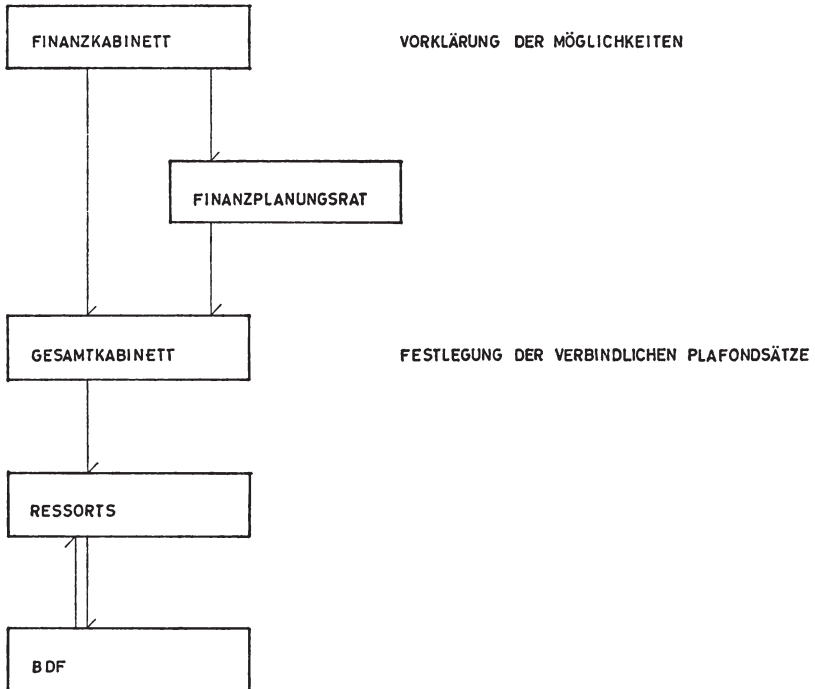 FINANZKABINETT
VORKLÄRUNG DER MÖGLICHKEITEN
FINANZPLANUNGSRAT
GESAMTKABINETT
FESTLEGUNG DER VERBINDLICHEN PLAFONDSÄTZE
RESSORTS
BDF